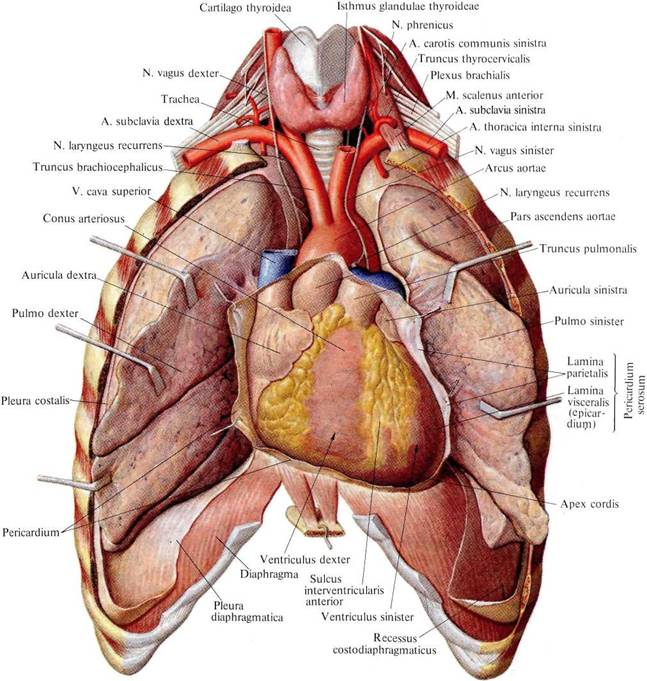 Cartilago thyroidea
Isthmus glandulae thyroideae
N. phrenicus
A. carotis communis sinistra
Truncus thyrocervicalis
Plexus brachialis
M. scalenus anterior
A. subclavia sinistra
A. thoracica interna sinistra
N. vagus sinister
Arcus aortae
N. laryngeus recurrens
Pars ascendens aortae
Truncus pulmonalis
Auricula sinistra
Pulmo sinister
Lamina
parietalis
Lamina
visceralis
(epicar-
dium)
Pericardium
serosum
Apex cordis
N. vagus dexter
Trachea
A. subclavia dextra
N. laryngeus recurrens
Truncus brachiocephalicus
V. cava superior
Conus arteriosus
Auricula dextra
Pulmo dexter
Pleura costalis
Pericardium
Ventriculus dexter
Diaphragma
Sulcus
interventricularis
anterior
Pleura
diaphragmatica
Ventriculus sinister
Recessus
costodiaphragmaticus